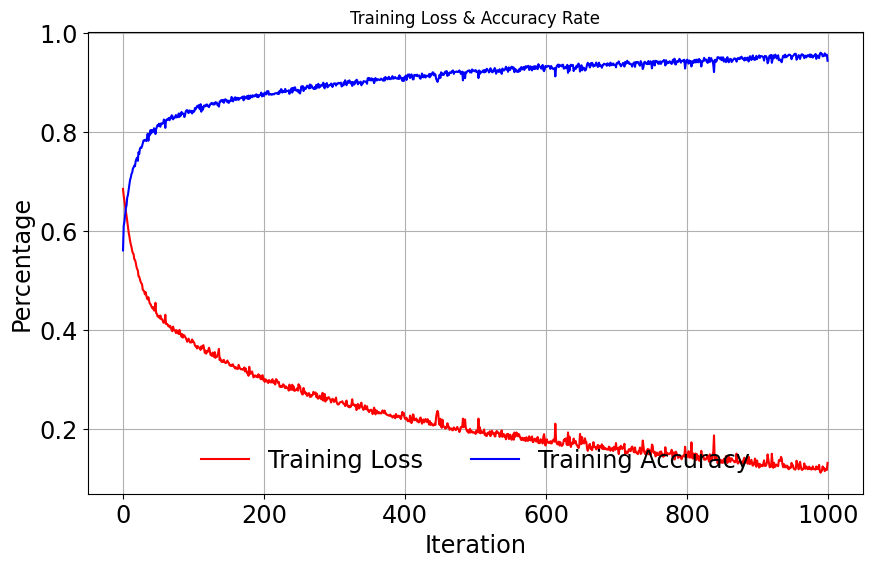 Training Loss & Accuracy Rate
1.0
0.8
0.6
0.4
0.2
Percentage
Training Loss Training Accuracy
0 200 400 600 800 1000
Iteration